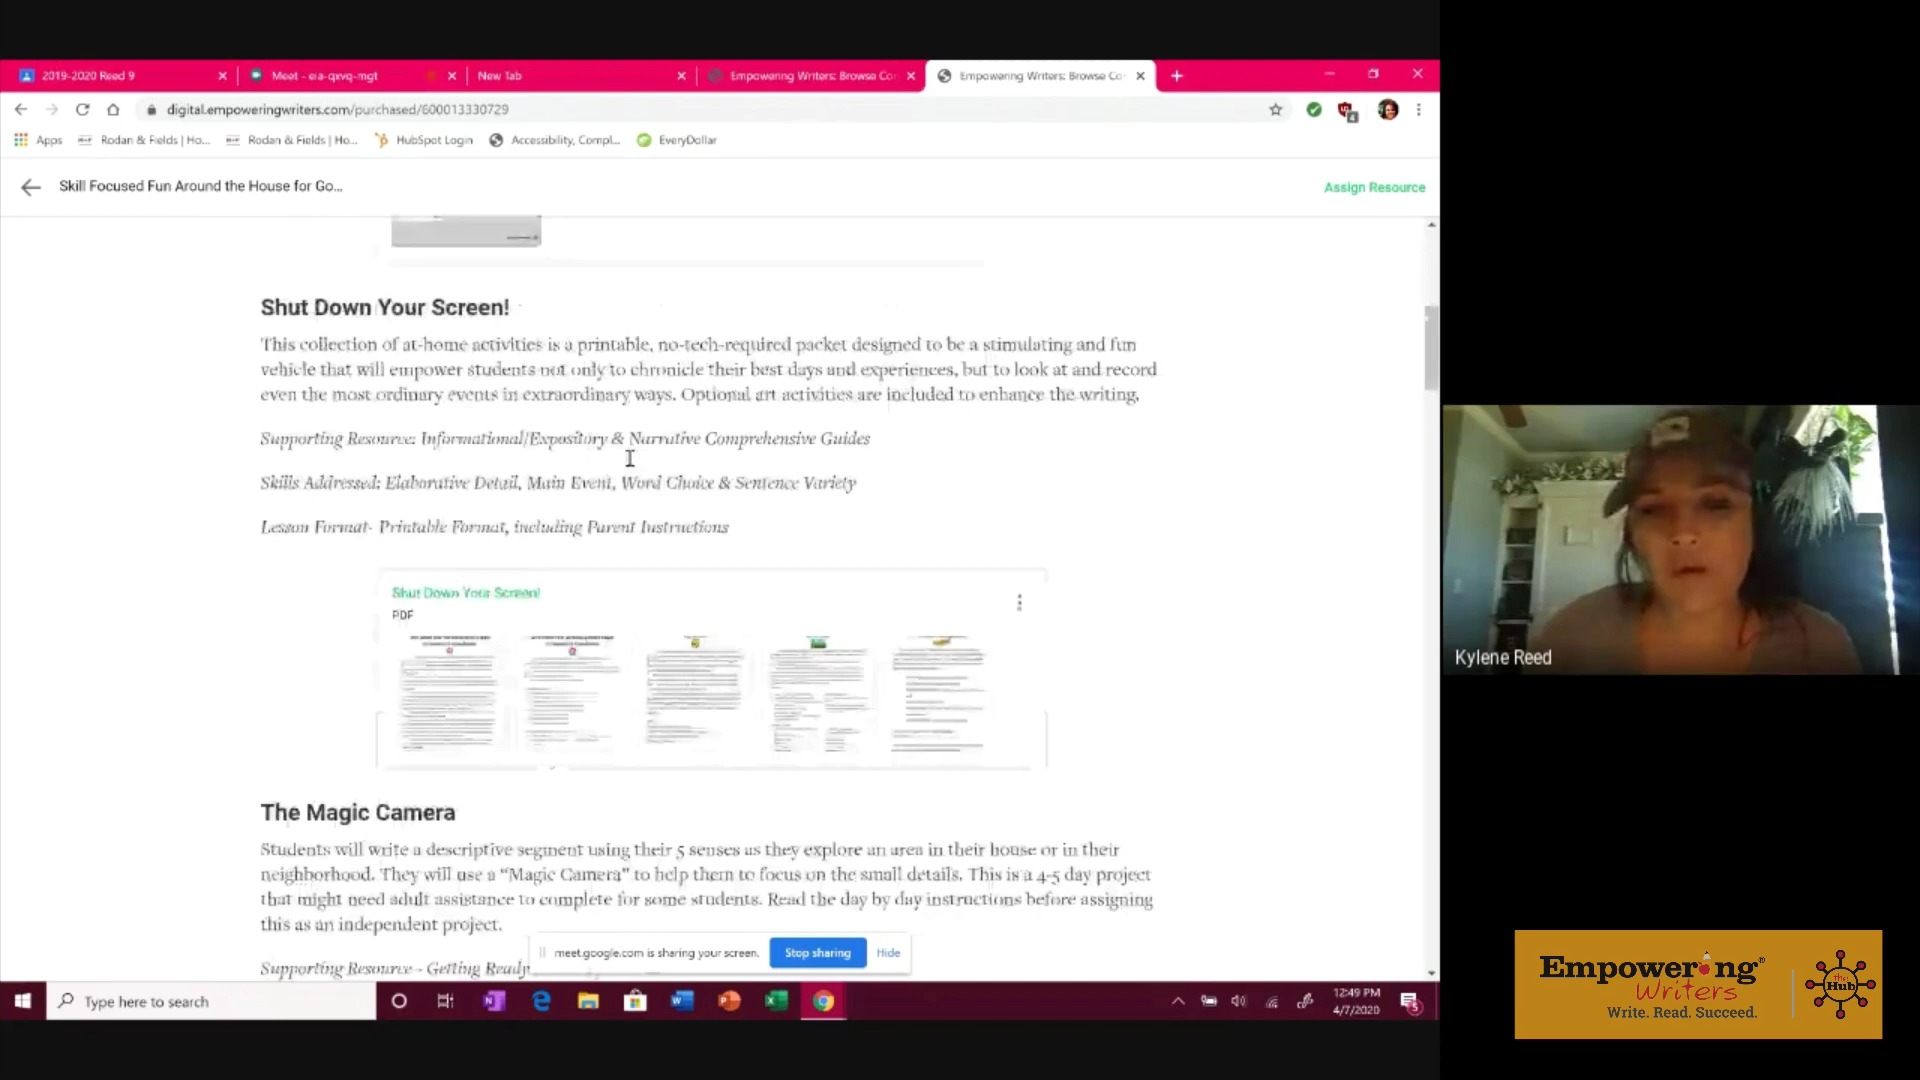 2019-2020 Reed 9
Meet - eia-qxvq-mgt
New Tab
Empowering Writers: Browse Co
Empowering Writers: Browse Co
digital.empoweringwriters.com/purchased/600013330729
Apps
Rodan & Fields | Ho...
Rodan & Fields | Ho...
HubSpot Login
Accessibility, Compl...
EveryDollar
Skill Focused Fun Around the House for Go...
Assign Resource
Shut Down Your Screen!
This collection of at-home activities is a printable, no-tech-required packet designed to be a stimulating and fun
vehicle that will empower students not only to chronicle their best days and experiences, but to look at and record
even the most ordinary events in extraordinary ways. Optional art activities are included to enhance the writing.
Supporting Resource: Informational/Expository & Narrative Comprehensive Guides
Skills Addressed: Elaborative Detail, Main Event, Word Choice & Sentence Variety
Lesson Format- Printable Format, including Parent Instructions
Shut Down Your Screen!
PDF
Kylene Reed
The Magic Camera
Students will write a descriptive segment using their 5 senses as they explore an area in their house or in their
neighborhood. They will use a “Magic Camera” to help them to focus on the small details. This is a 4-5 day project
that might need adult assistance to complete for some students. Read the day by day instructions before assigning
this as an independent project.
meet.google.com is sharing your screen.
Stop sharing
Hide
Supporting Resource - Getting Ready
Type here to search
12:49 PM
4/7/2020
5
Empowering®
Writers
Write. Read. Succeed.
the
Hub